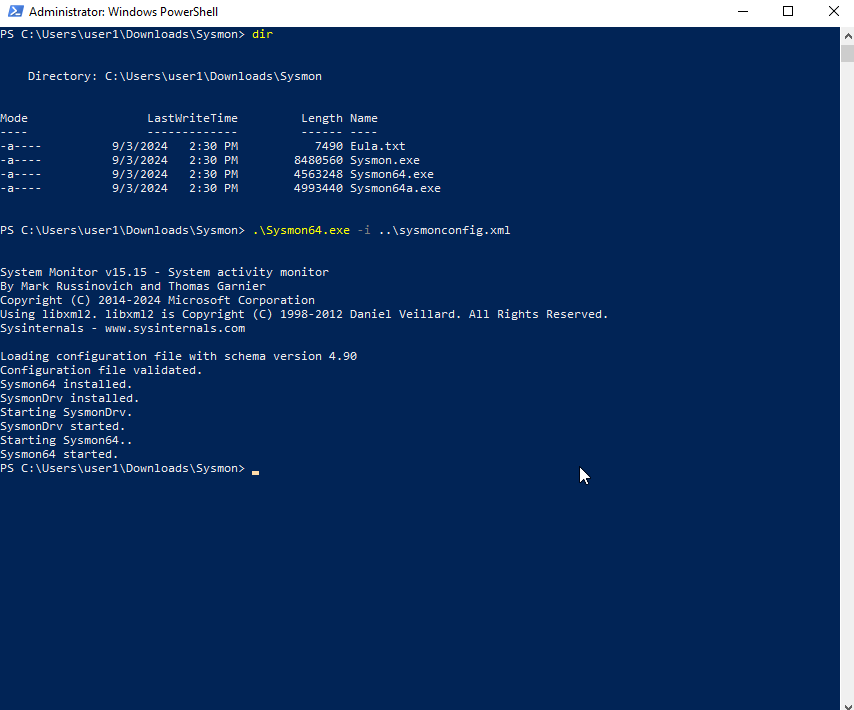 Administrator: Windows PowerShell
PS C:\Users\user1\Downloads\Sysmon> dir
Directory: C:\Users\user1\Downloads\Sysmon
Mode                 LastWriteTime         Length Name
----                 -------------         ------ ----
-a----          9/3/2024   2:30 PM           7490 Eula.txt
-a----          9/3/2024   2:30 PM        8480560 Sysmon.exe
-a----          9/3/2024   2:30 PM        4563248 Sysmon64.exe
-a----          9/3/2024   2:30 PM        4993440 Sysmon64a.exe
PS C:\Users\user1\Downloads\Sysmon> .\Sysmon64.exe -i ..\sysmonconfig.xml
System Monitor v15.15 - System activity monitor
By Mark Russinovich and Thomas Garnier
Copyright (C) 2014-2024 Microsoft Corporation
Using libxml2. libxml2 is Copyright (C) 1998-2012 Daniel Veillard. All Rights Reserved.
Sysinternals - www.sysinternals.com
Loading configuration file with schema version 4.90
Configuration file validated.
Sysmon64 installed.
SysmonDrv installed.
Starting SysmonDrv.
SysmonDrv started.
Starting Sysmon64..
Sysmon64 started.
PS C:\Users\user1\Downloads\Sysmon>